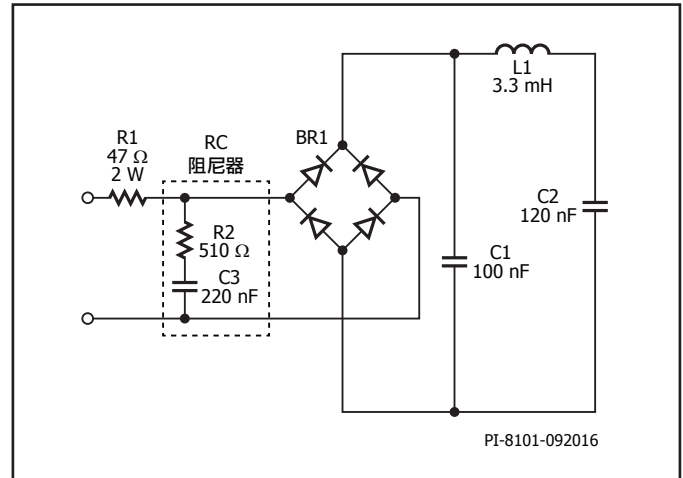 R1
47 Ω
2 W
RC
阻尼器
R2
510 Ω
C3
220 nF
BR1
L1
3.3 mH
C1
100 nF
C2
120 nF
PI-8101-092016